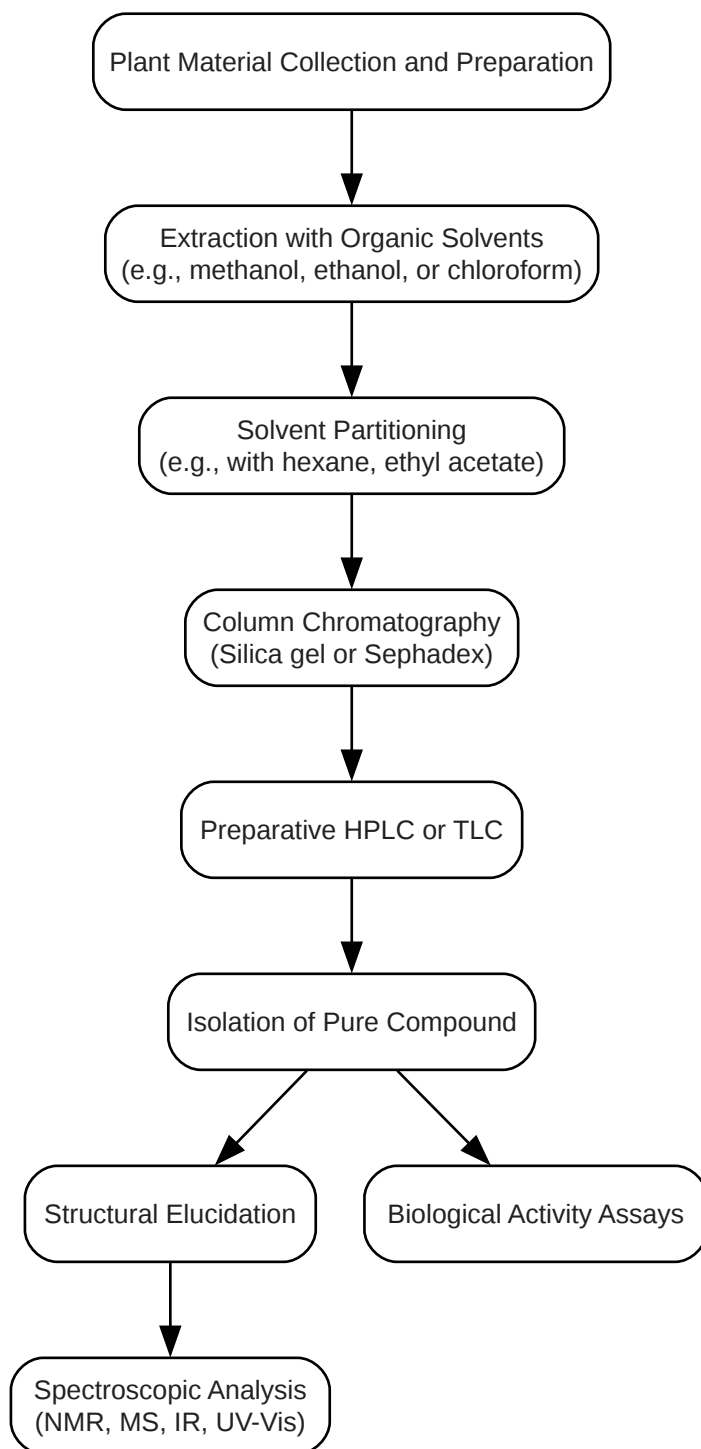 Plant Material Collection and Preparation
Extraction with Organic Solvents
(e.g., methanol, ethanol, or chloroform)
Solvent Partitioning
(e.g., with hexane, ethyl acetate)
Column Chromatography
(Silica gel or Sephadex)
Preparative HPLC or TLC
Isolation of Pure Compound
Structural Elucidation
Biological Activity Assays
Spectroscopic Analysis
(NMR, MS, IR, UV-Vis)